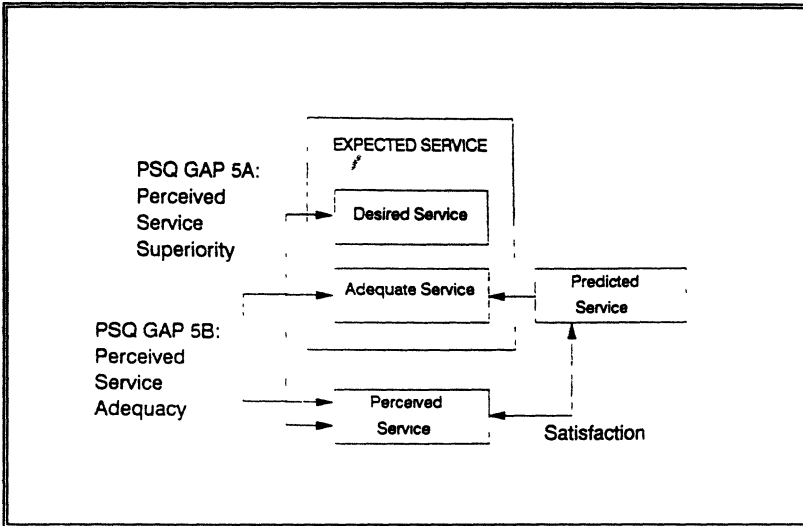 EXPECTED SERVICE
PSQ GAP 5A:
Perceived
Service
Superiority
Desired Service
Adequate Service
Predicted
Service
PSQ GAP 5B:
Perceived
Service
Adequacy
Perceived
Service
Satisfaction